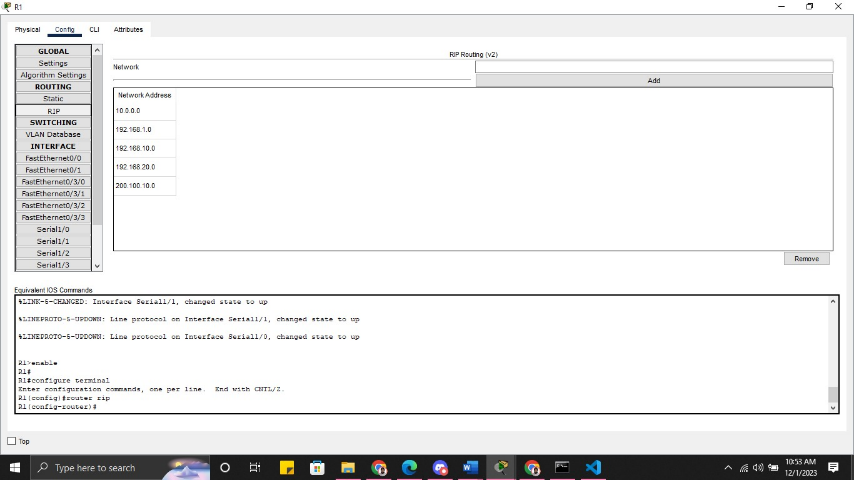 R1
Physical Config CLI Attributes
GLOBAL
Settings
Algorithm Settings
ROUTING
Static
RIP
SWITCHING
VLAN Database
INTERFACE
FastEthernet0/0
FastEthernet0/1
FastEthernet0/3/0
FastEthernet0/3/1
FastEthernet0/3/2
FastEthernet0/3/3
Serial1/0
Serial1/1
Serial1/2
Serial1/3
RIP Routing (v2)
Network
Add
Network Address
10.0.0.0
192.168.1.0
192.168.10.0
192.168.20.0
200.100.10.0
Remove
Equivalent IOS Commands
%LINK-5-CHANGED: Interface Serial1/1, changed state to up
%LINEPROTO-5-UPDOWN: Line protocol on Interface Serial1/1, changed state to up
%LINEPROTO-5-UPDOWN: Line protocol on Interface Serial1/0, changed state to up
R1>enable
R1#
R1#configure terminal
Enter configuration commands, one per line. End with CNTL/Z.
R1(config)#router rip
R1(config-router)#
Top
Type here to search
10:53 AM
12/1/2023